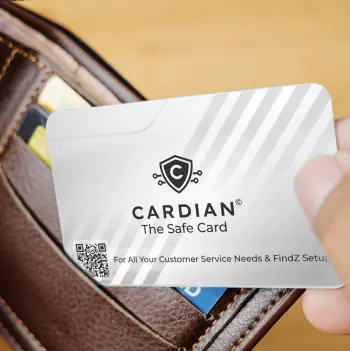 C
CARDIAN©
The Safe Card
For All Your Customer Service Needs & FindZ Setup